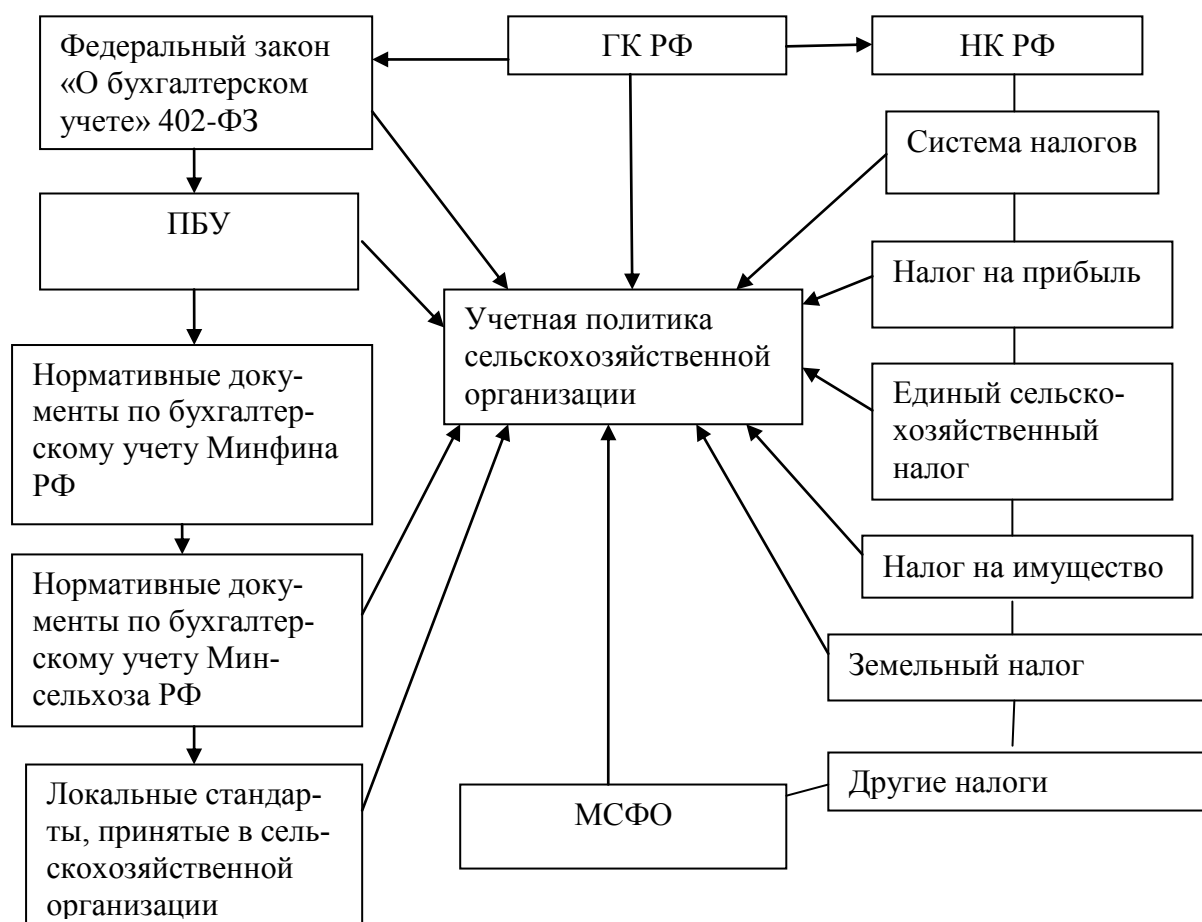 Федеральный закон
«О бухгалтерском
учете» 402-ФЗ
ГК РФ
НК РФ
Система налогов
ПБУ
Налог на прибыль
Учетная политика
сельскохозяйственной
организации
Нормативные доку-
менты по бухгалтер-
скому учету Минфина
РФ
Единый сельско-
хозяйственный
налог
Налог на имущество
Нормативные доку-
менты по бухгалтер-
скому учету Мин-
сельхоза РФ
Земельный налог
Другие налоги
МСФО
Локальные стандар-
ты, принятые в сель-
скохозяйственной
организации